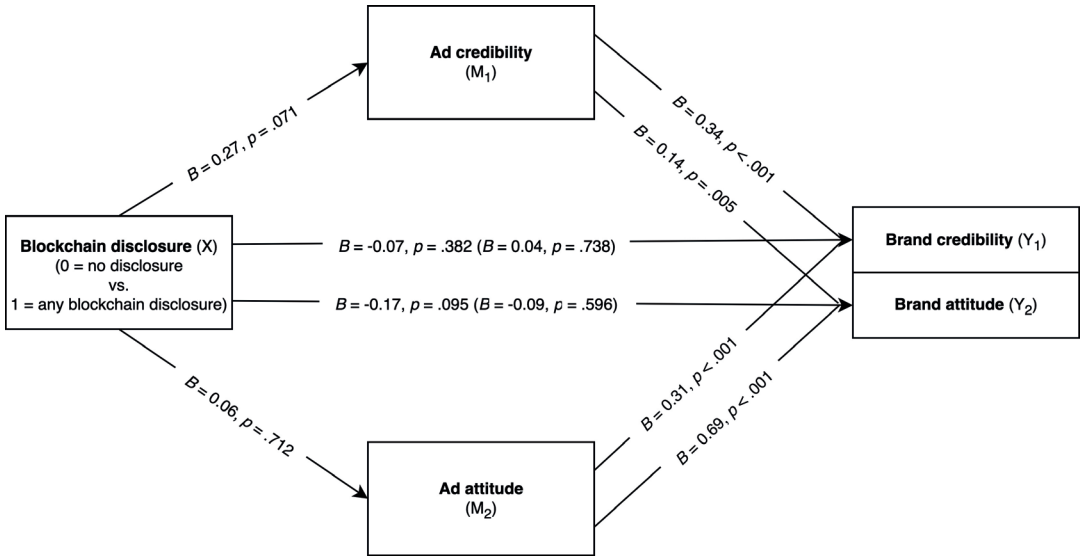 Ad credibility
(M₁)
B = 0.34, p < .001
B = 0.14, p = .005
B = 0.27, p = .071
Blockchain disclosure (X)
(0 = no disclosure
vs.
1 = any blockchain disclosure)
B = -0.07, p = .382 (B = 0.04, p = .738)
B = -0.17, p = .095 (B = -0.09, p = .596)
Brand credibility (Y₁)
Brand attitude (Y₂)
B = 0.06, p = .712
B = 0.31, p < .001
B = 0.69, p < .001
Ad attitude
(M₂)